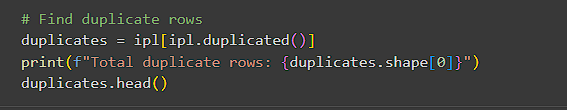 # Find duplicate rows
duplicates = ipl[ipl.duplicated()]
print(f"Total duplicate rows: {duplicates.shape[0]}")
duplicates.head()